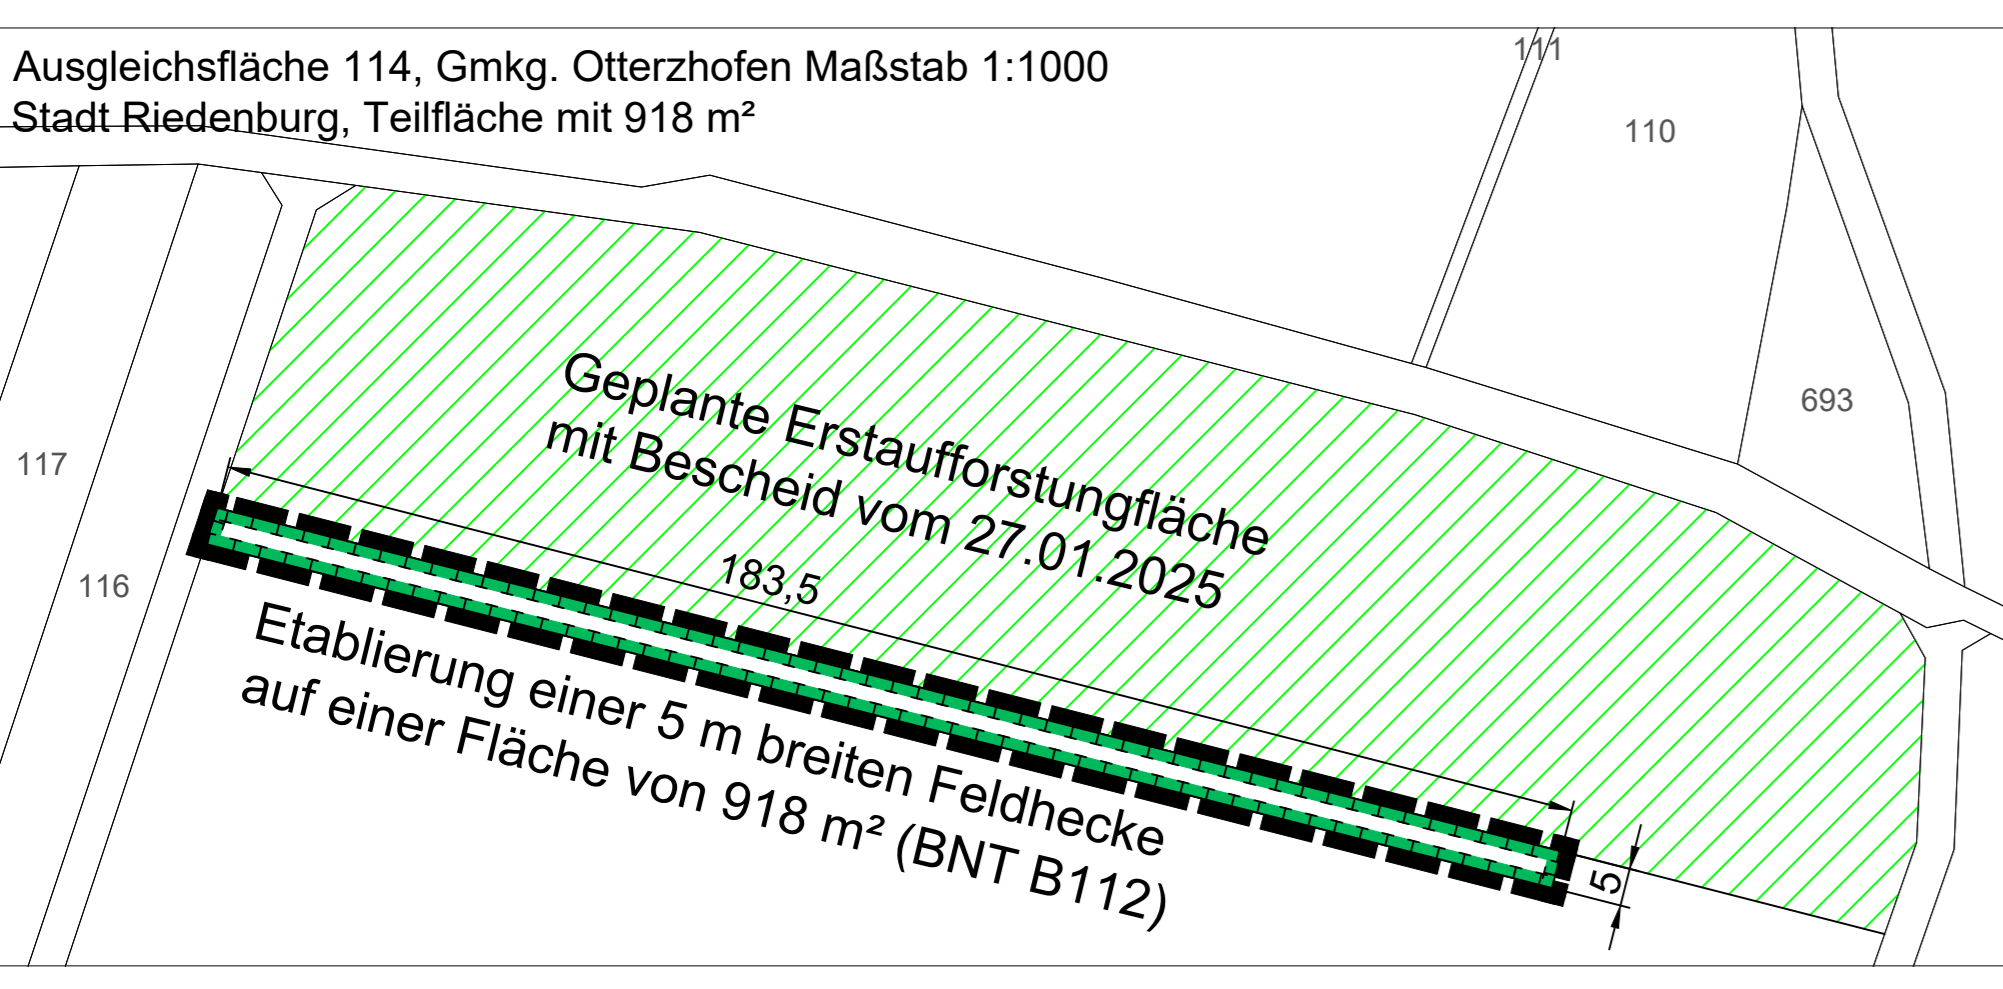 Ausgleichsfläche 114, Gmkg. Otterzhofen Maßstab 1:1000
Stadt Riedenburg, Teilfläche mit 918 m²
111
110
693
117
116
Geplante Erstaufforstungfläche
mit Bescheid vom 27.01.2025
183,5
Etablierung einer 5 m breiten Feldhecke
auf einer Fläche von 918 m² (BNT B112)
5